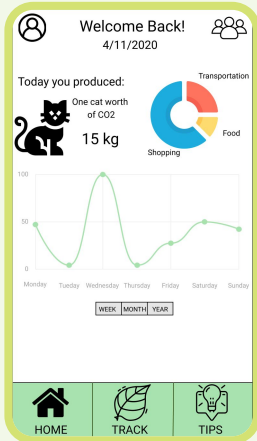 Welcome Back!
4/11/2020
Today you produced:
One cat worth
of CO2
15 kg
Transportation
Food
Shopping
100
50
0
Monday Tueday Wednesday Thursday Friday Saturday Sunday
WEEK MONTH YEAR
HOME TRACK TIPS